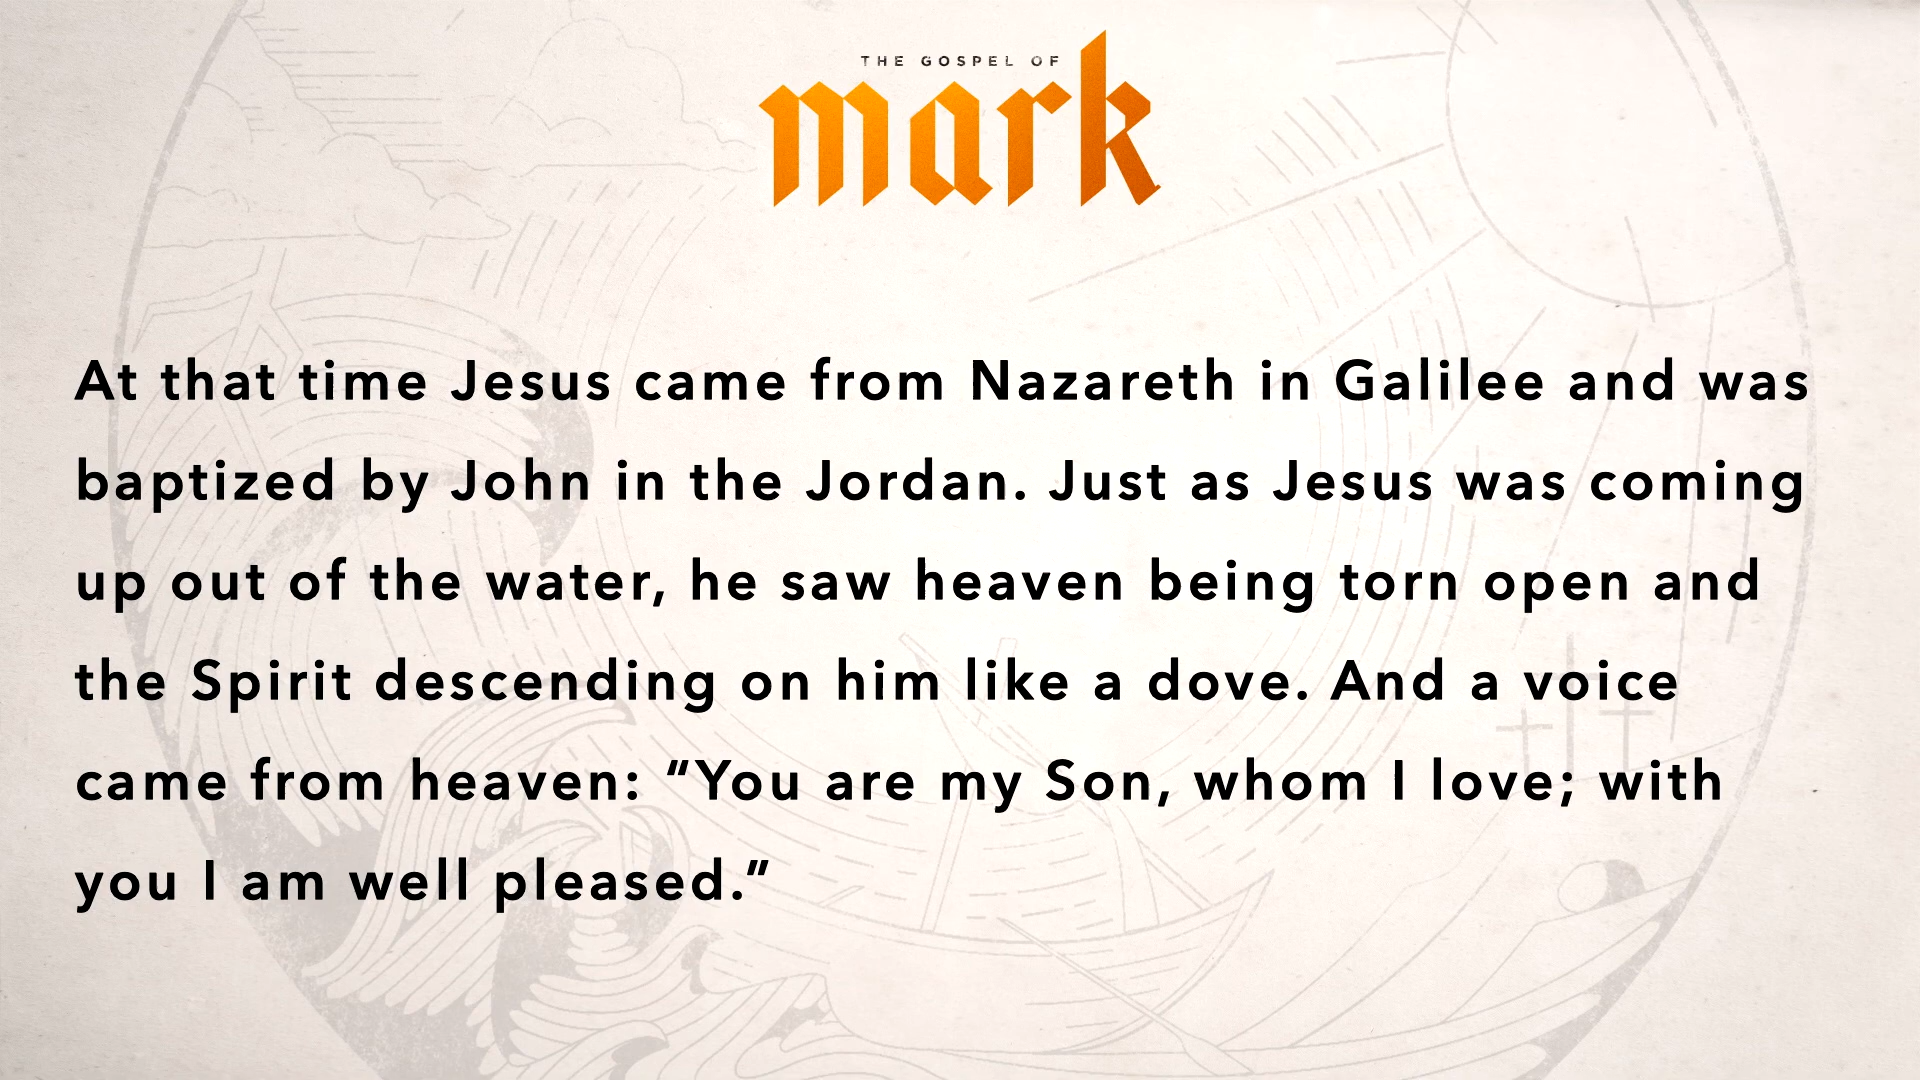 THE GOSPEL OF
mark
At that time Jesus came from Nazareth in Galilee and was
baptized by John in the Jordan. Just as Jesus was coming
up out of the water, he saw heaven being torn open and
the Spirit descending on him like a dove. And a voice
came from heaven: “You are my Son, whom I love; with
you I am well pleased.”